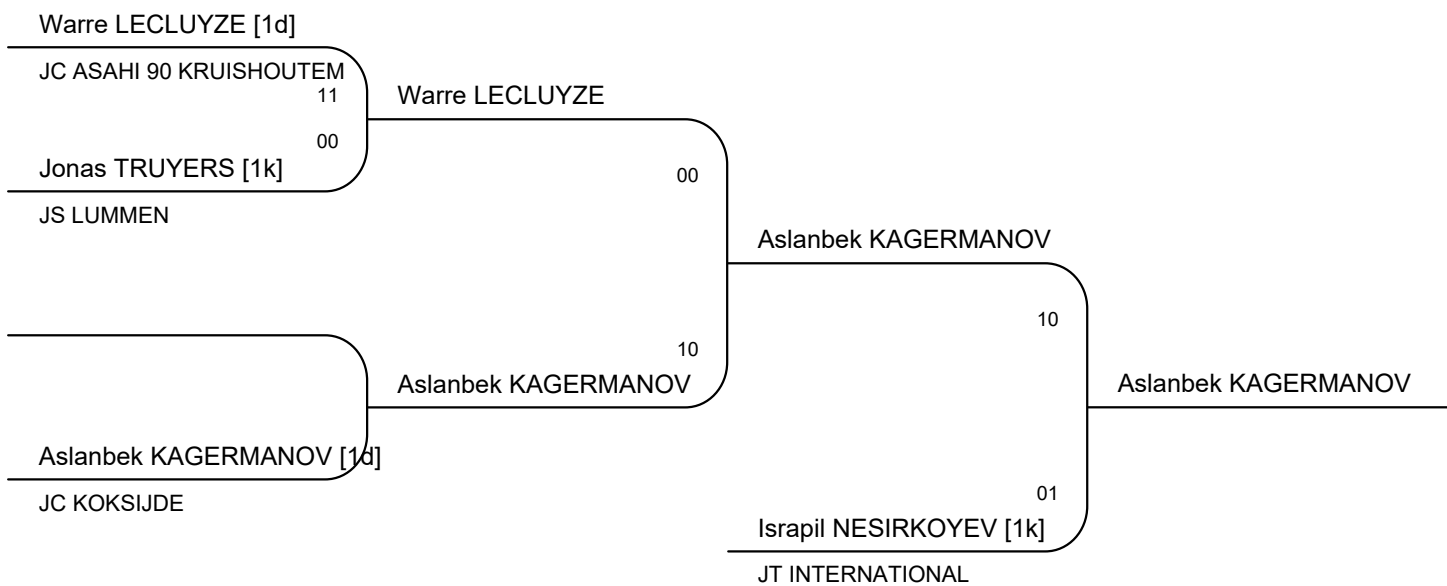 Warre LECLUYZE [1d]
JC ASAHI 90 KRUISHOUTEM
11
Warre LECLUYZE
00
Jonas TRUYERS [1k]
JS LUMMEN
00
Aslanbek KAGERMANOV
10
10
Aslanbek KAGERMANOV
Aslanbek KAGERMANOV
Aslanbek KAGERMANOV [1d]
JC KOKSIJDE
01
Israpil NESIRKOYEV [1k]
JT INTERNATIONAL